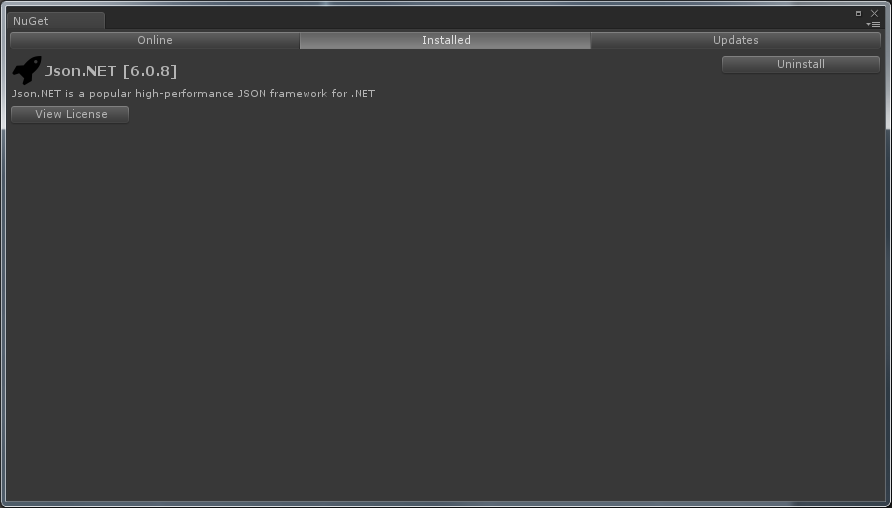 NuGet
Online Installed Updates
Json.NET [6.0.8] Uninstall
Json.NET is a popular high-performance JSON framework for .NET
View License